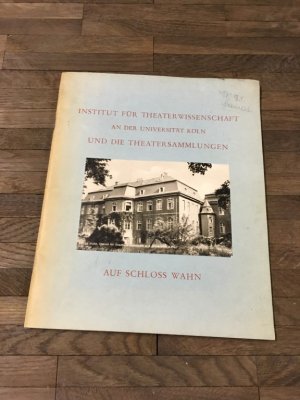 INSTITUT FÜR THEATERWISSENSCHAFT
AN DER UNIVERSITÄT KÖLN
UND DIE THEATERSAMMLUNGEN
AUF SCHLOSS WAHN